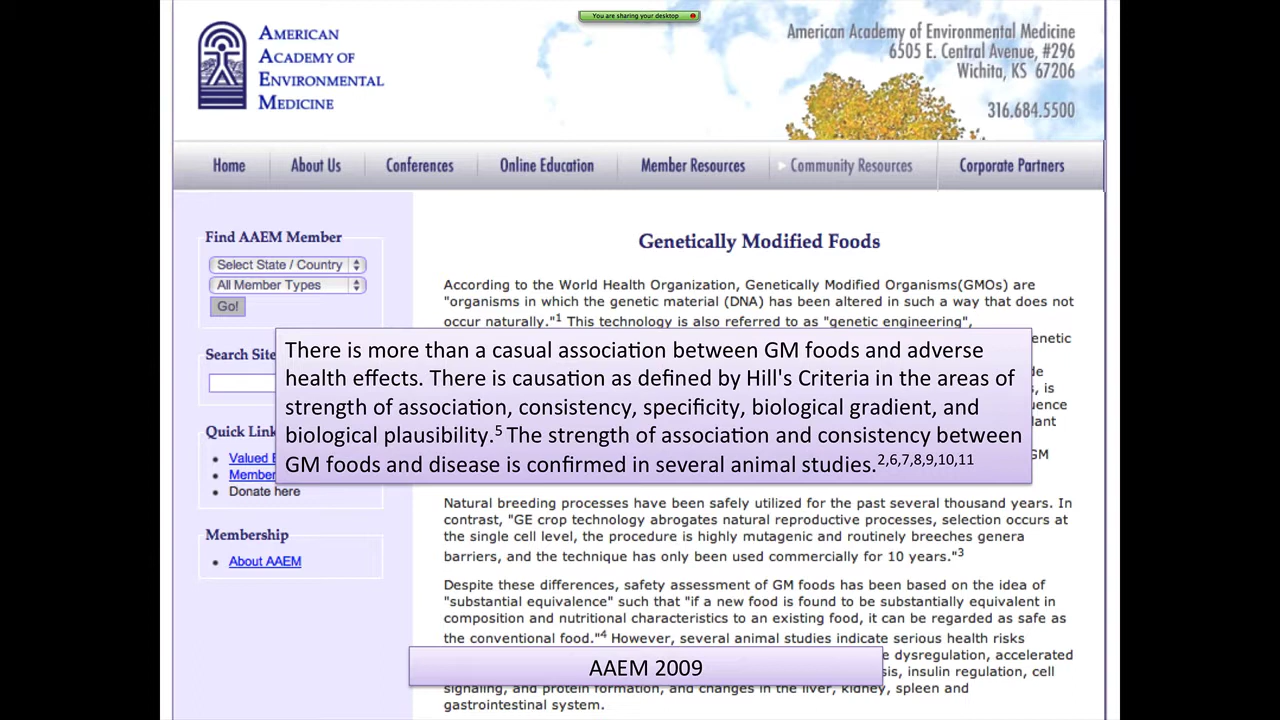 You are sharing your desktop
AMERICAN
ACADEMY OF
ENVIRONMENTAL
MEDICINE
American Academy of Environmental Medicine
6505 E. Central Avenue, #296
Wichita, KS 67206
316.684.5500
Home About Us Conferences Online Education Member Resources Community Resources Corporate Partners
Find AAEM Member
Select State / Country
All Member Types
Go!
Search Site
Quick Link
Valued
Member
Donate here
Membership
About AAEM
Genetically Modified Foods
According to the World Health Organization, Genetically Modified Organisms(GMOs) are
"organisms in which the genetic material (DNA) has been altered in such a way that does not
occur naturally."1 This technology is also referred to as "genetic engineering",
There is more than a casual association between GM foods and adverse
health effects. There is causation as defined by Hill's Criteria in the areas of
strength of association, consistency, specificity, biological gradient, and
biological plausibility.5 The strength of association and consistency between
GM foods and disease is confirmed in several animal studies.2,6,7,8,9,10,11
Natural breeding processes have been safely utilized for the past several thousand years. In
contrast, "GE crop technology abrogates natural reproductive processes, selection occurs at
the single cell level, the procedure is highly mutagenic and routinely breeches genera
barriers, and the technique has only been used commercially for 10 years."3
Despite these differences, safety assessment of GM foods has been based on the idea of
"substantial equivalence" such that "if a new food is found to be substantially equivalent in
composition and nutritional characteristics to an existing food, it can be regarded as safe as
the conventional food."4 However, several animal studies indicate serious health risks
dysregulation, accelerated
insulin regulation, cell
AAEM 2009
signaling, and protein formation, and changes in the liver, kidney, spleen and
gastrointestinal system.